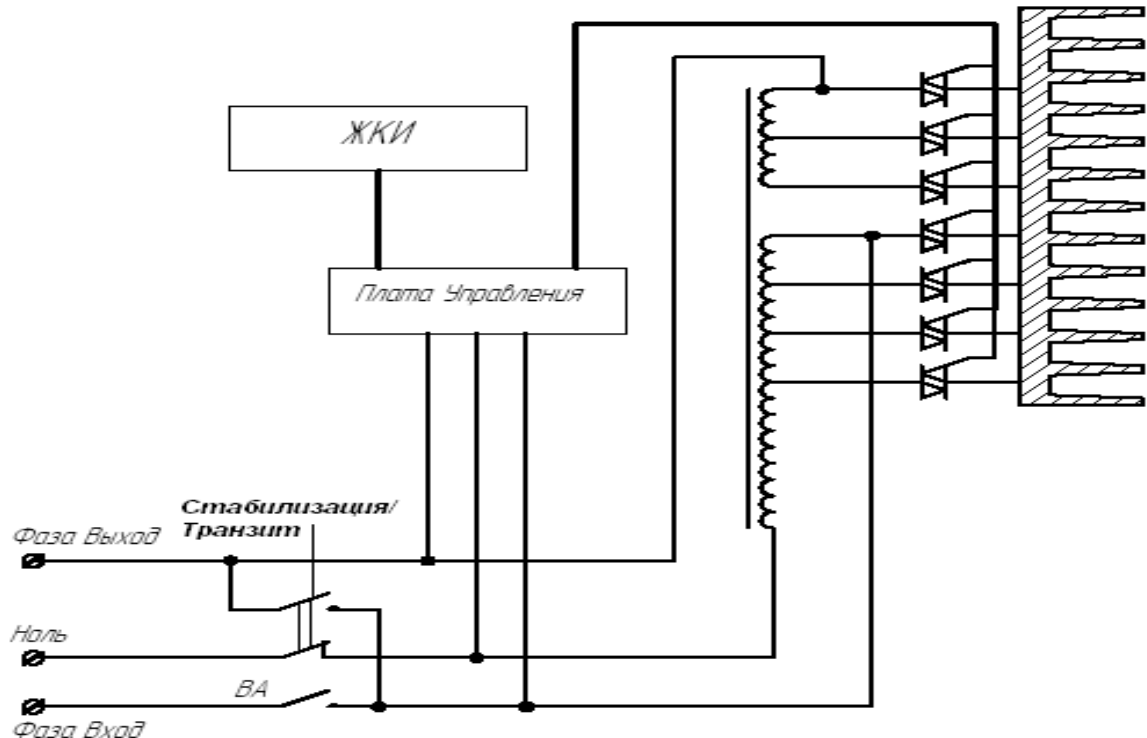 ЖКИ
Плата Управления
Стабилизация/
Транзит
Фаза Выход
Ноль
ВА
Фаза Вход